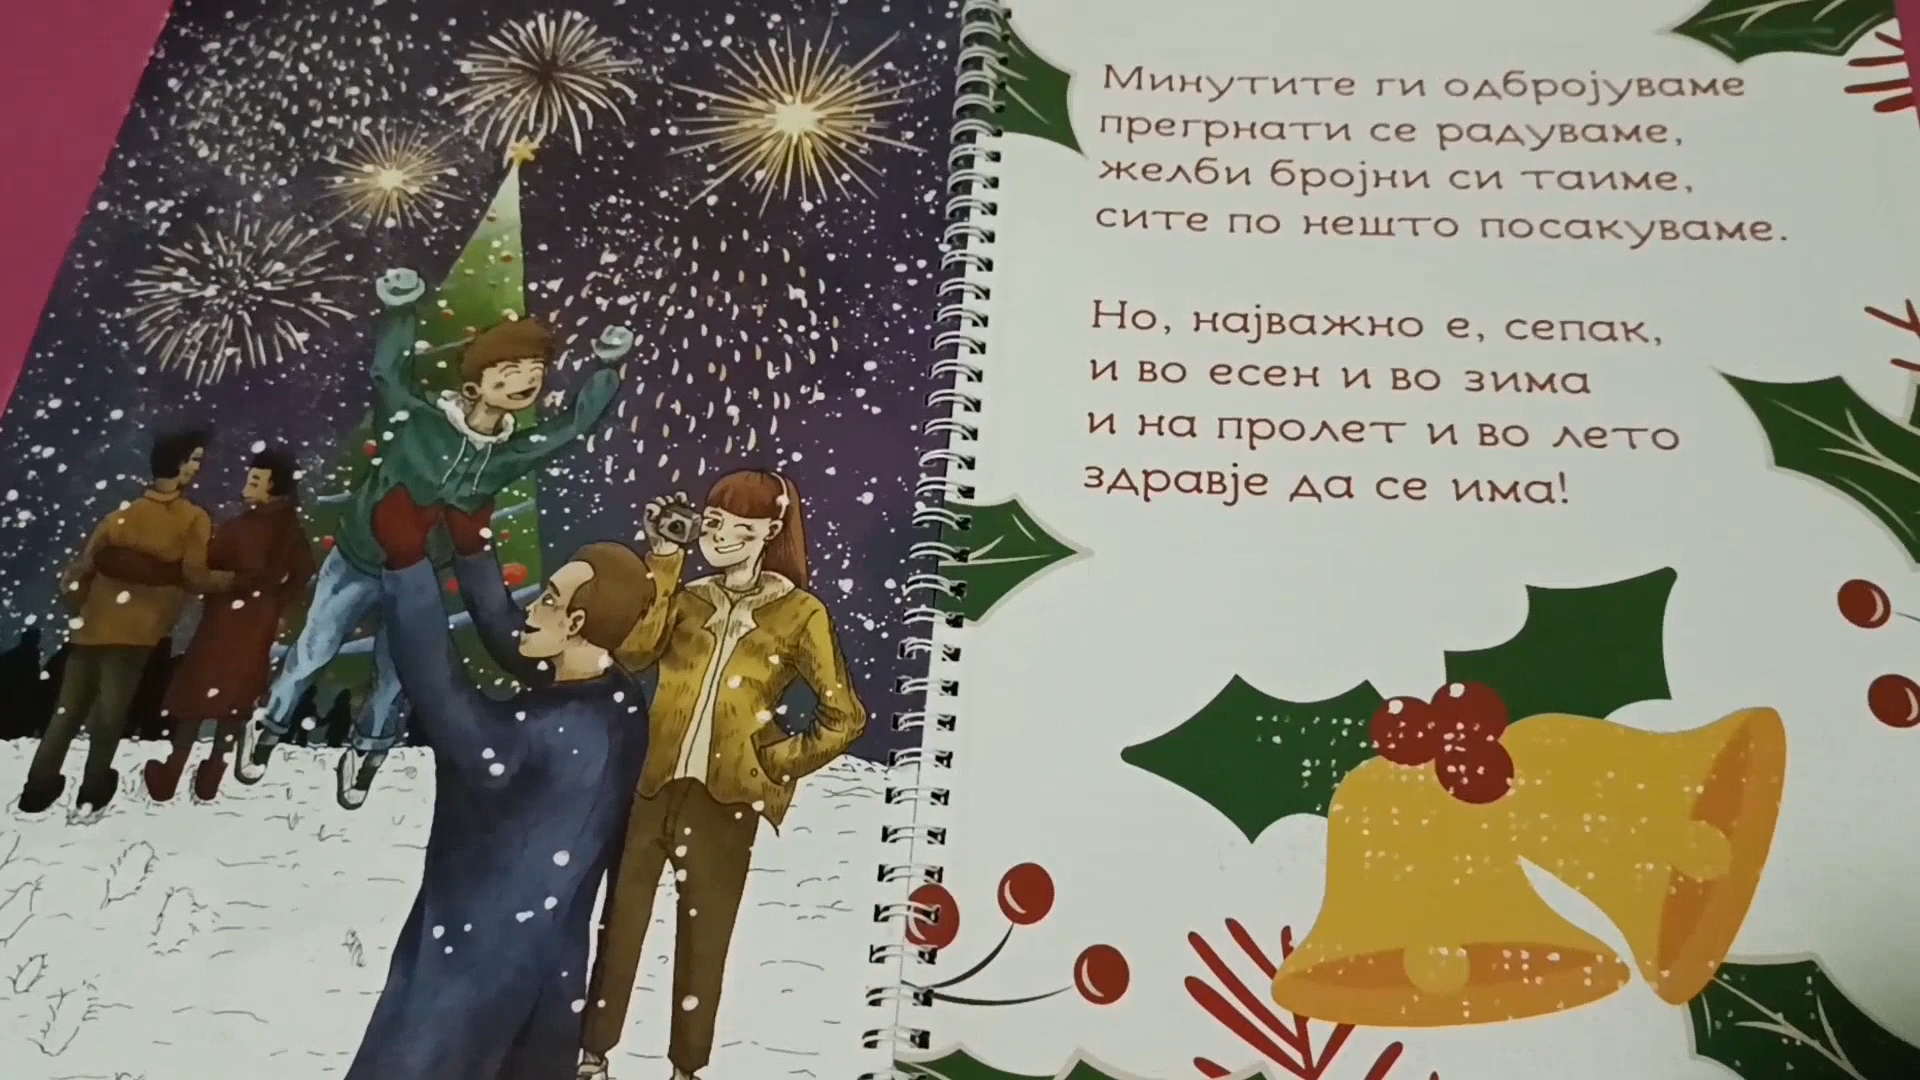 Минутите ги одбројуваме
прегрнати се радуваме,
желби бројни си таиме,
сите по нешто посакуваме.
Но, најважно е, сепак,
и во есен и во зима
и на пролет и во лето
здравје да се има!